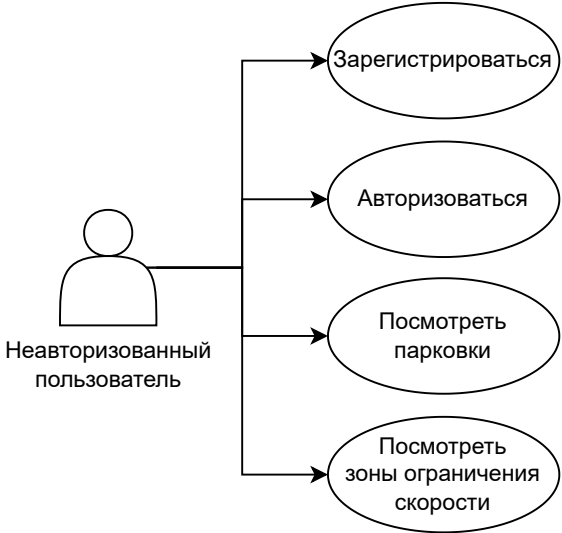 Зарегистрироваться
Авторизоваться
Неавторизованный
пользователь
Посмотреть
парковки
Посмотреть
зоны ограничения
скорости